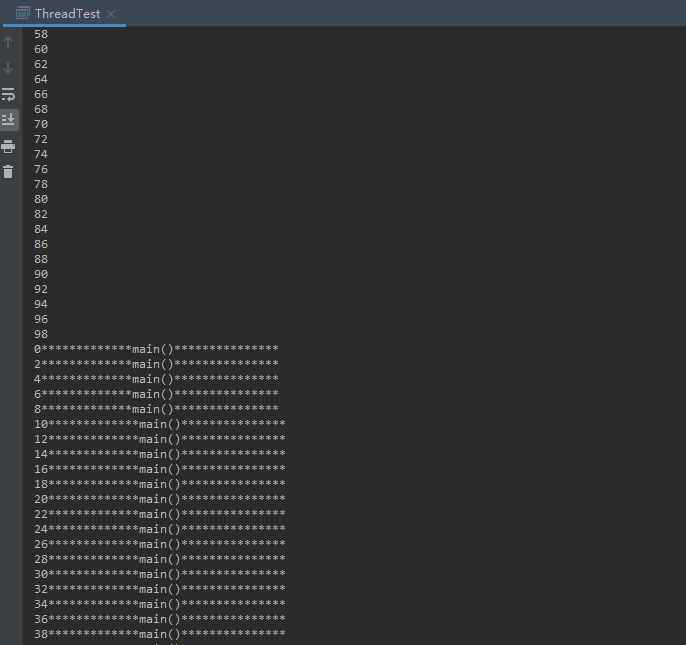 ThreadTest
58
60
62
64
66
68
70
72
74
76
78
80
82
84
86
88
90
92
94
96
98
0*************main()***************
2*************main()***************
4*************main()***************
6*************main()***************
8*************main()***************
10*************main()***************
12*************main()***************
14*************main()***************
16*************main()***************
18*************main()***************
20*************main()***************
22*************main()***************
24*************main()***************
26*************main()***************
28*************main()***************
30*************main()***************
32*************main()***************
34*************main()***************
36*************main()***************
38*************main()***************